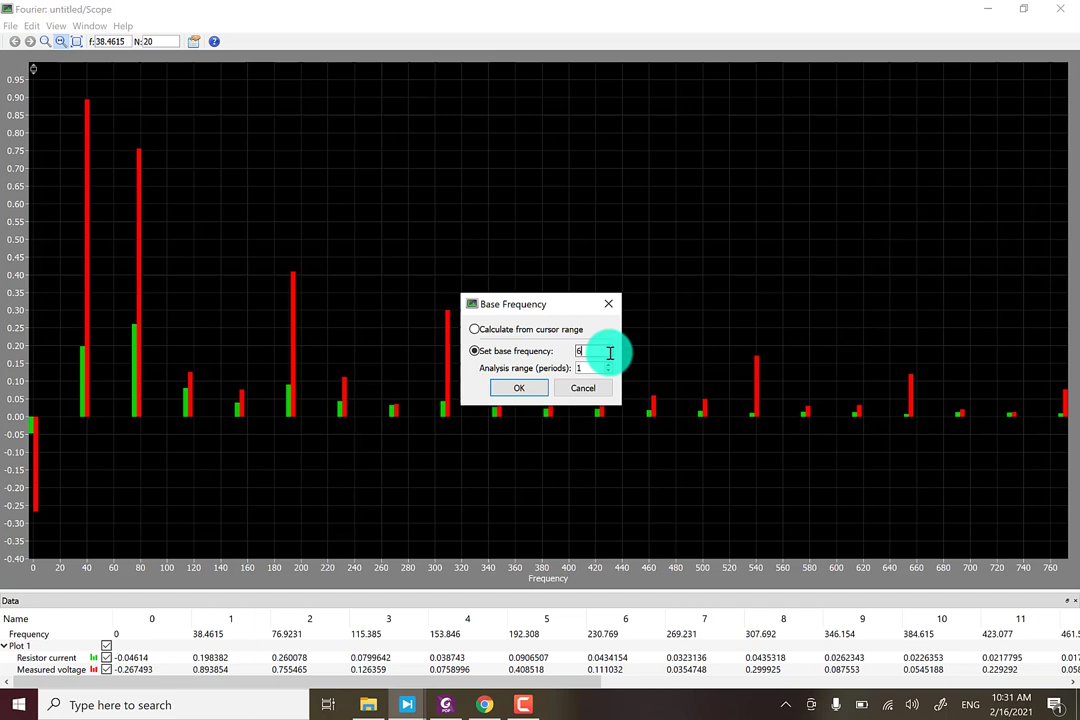 Fourier: untitled/Scope
File Edit View Window Help
f: 38.4615 N: 20
0.95
0.90
0.85
0.80
0.75
0.70
0.65
0.60
0.55
0.50
0.45
0.40
0.35
0.30
0.25
0.20
0.15
0.10
0.05
0.00
-0.05
-0.10
-0.15
-0.20
-0.25
-0.30
-0.35
-0.40
Base Frequency
Calculate from cursor range
Set base frequency: 6
Analysis range (periods): 1
OK Cancel
0 20 40 60 80 100 120 140 160 180 200 220 240 260 280 300 320 340 360 380 400 420 440 460 480 500 520 540 560 580 600 620 640 660 680 700 720 740 760
Frequency
Data
Name 0 1 2 3 4 5 6 7 8 9 10 11
Frequency 0 38.4615 76.9231 115.385 153.846 192.308 230.769 269.231 307.692 346.154 384.615 423.077 461.5
Plot 1
Resistor current -0.04614 0.198382 0.260078 0.0799642 0.038743 0.0906507 0.0434154 0.0323136 0.0435318 0.0262343 0.0226353 0.0217795 0.017
Measured voltage -0.267493 0.893854 0.755465 0.126359 0.0758996 0.408518 0.111032 0.0354748 0.299925 0.087553 0.0545188 0.229292 0.058
Type here to search
ENG
10:31 AM
2/16/2021
1